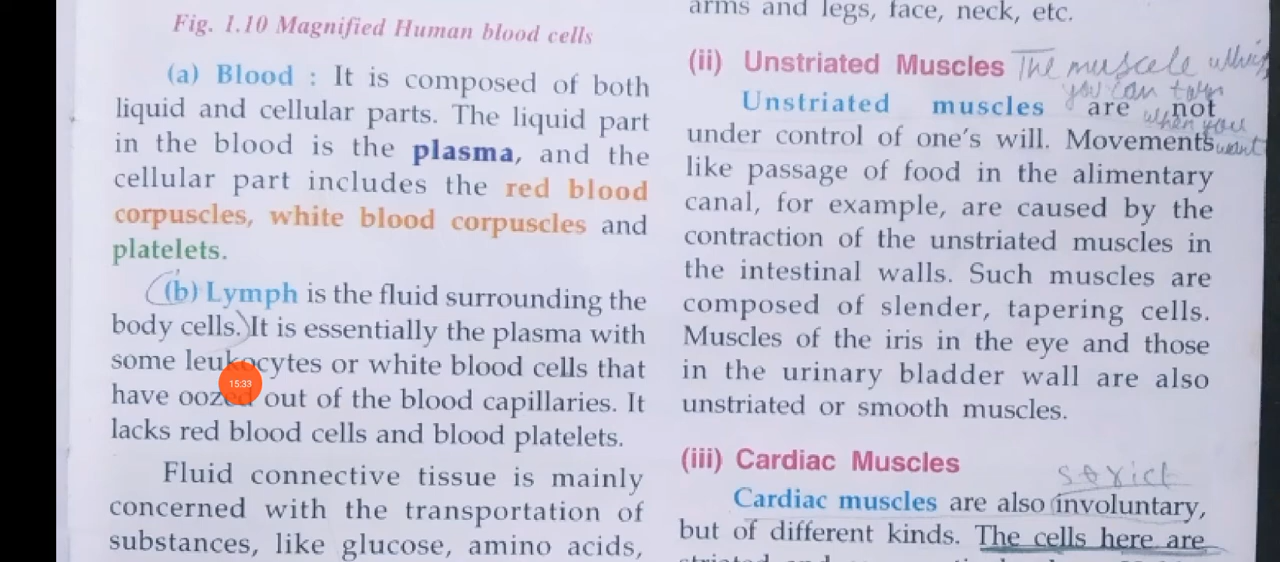 Fig. 1.10 Magnified Human blood cells
(a) Blood : It is composed of both
liquid and cellular parts. The liquid part
in the blood is the plasma, and the
cellular part includes the red blood
corpuscles, white blood corpuscles and
platelets.
(b) Lymph is the fluid surrounding the
body cells. It is essentially the plasma with
some leukocytes or white blood cells that
15:33
have oozed out of the blood capillaries. It
lacks red blood cells and blood platelets.
Fluid connective tissue is mainly
concerned with the transportation of
substances, like glucose, amino acids,
arms and legs, face, neck, etc.
(ii) Unstriated Muscles The muscele which
you can turn
Unstriated muscles are not
when you
under control of one's will. Movements want
like passage of food in the alimentary
canal, for example, are caused by the
contraction of the unstriated muscles in
the intestinal walls. Such muscles are
composed of slender, tapering cells.
Muscles of the iris in the eye and those
in the urinary bladder wall are also
unstriated or smooth muscles.
(iii) Cardiac Muscles
Cardiac muscles are also involuntary,
but of different kinds. The cells here are